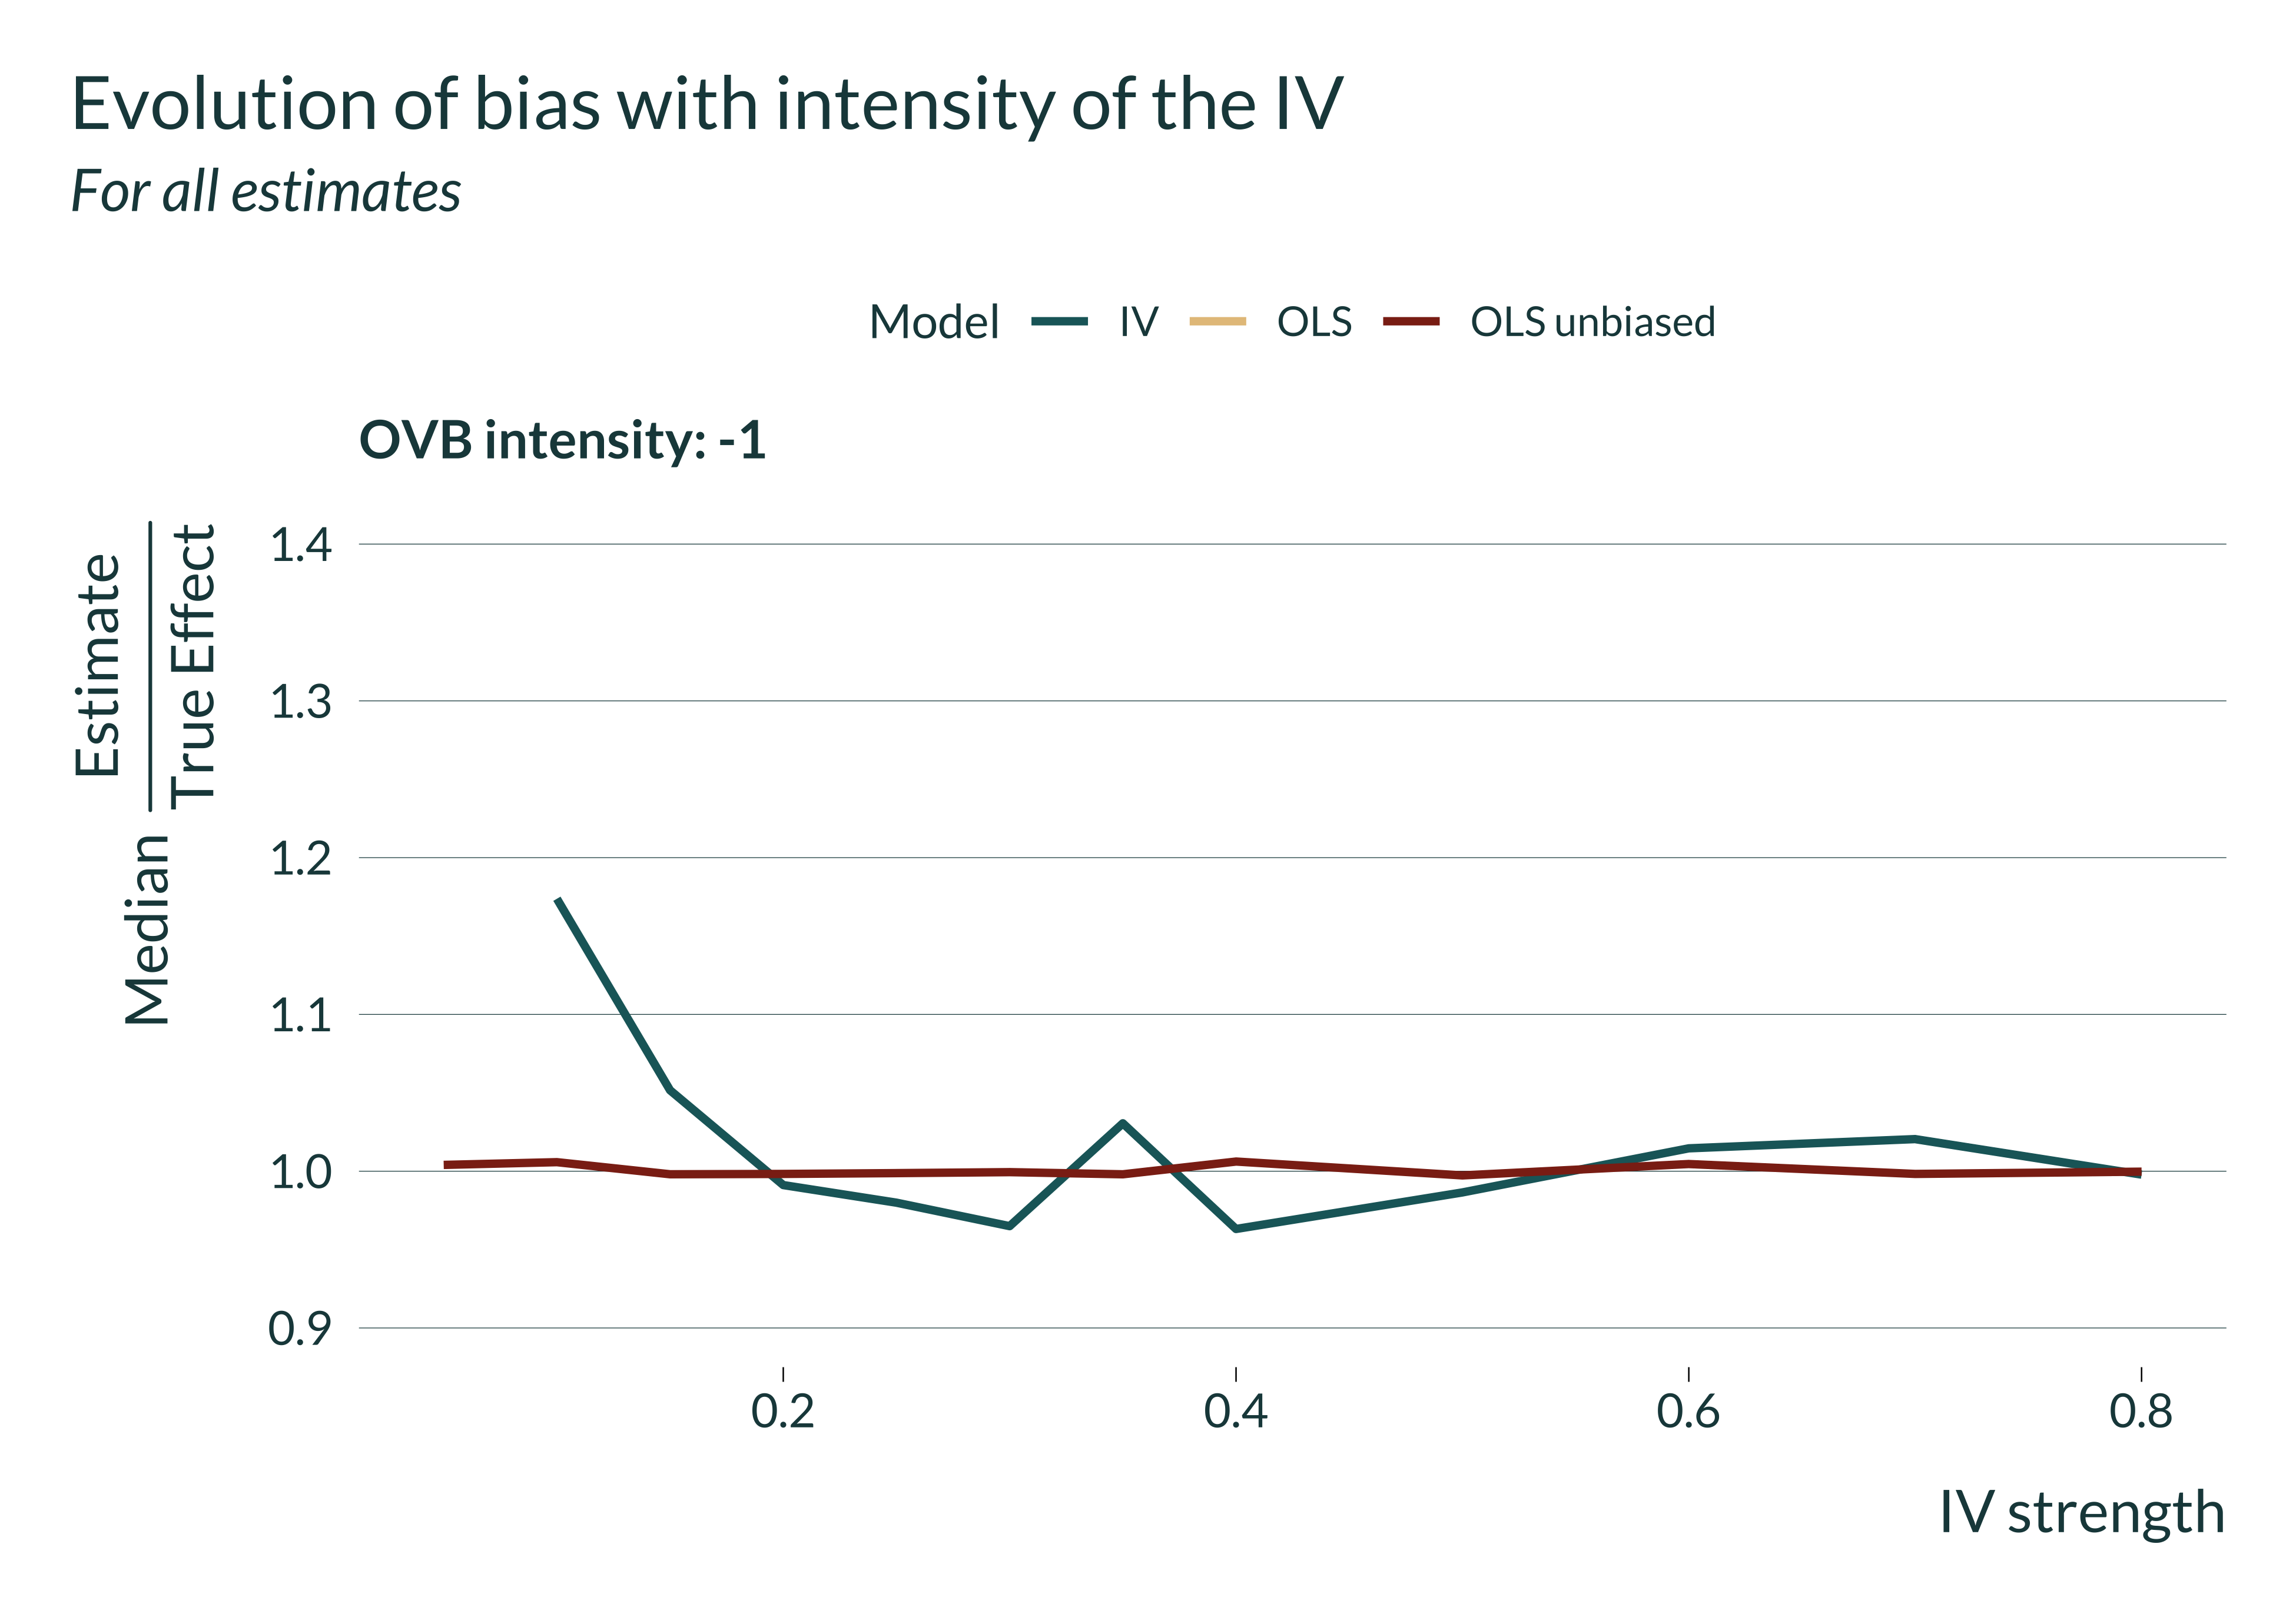 Evolution of bias with intensity of the IV
For all estimates
Model IV OLS OLS unbiased
OVB intensity: -1
Median Estimate
True Effect
1.4
1.3
1.2
1.1
1.0
0.9
0.2 0.4 0.6 0.8
IV strength